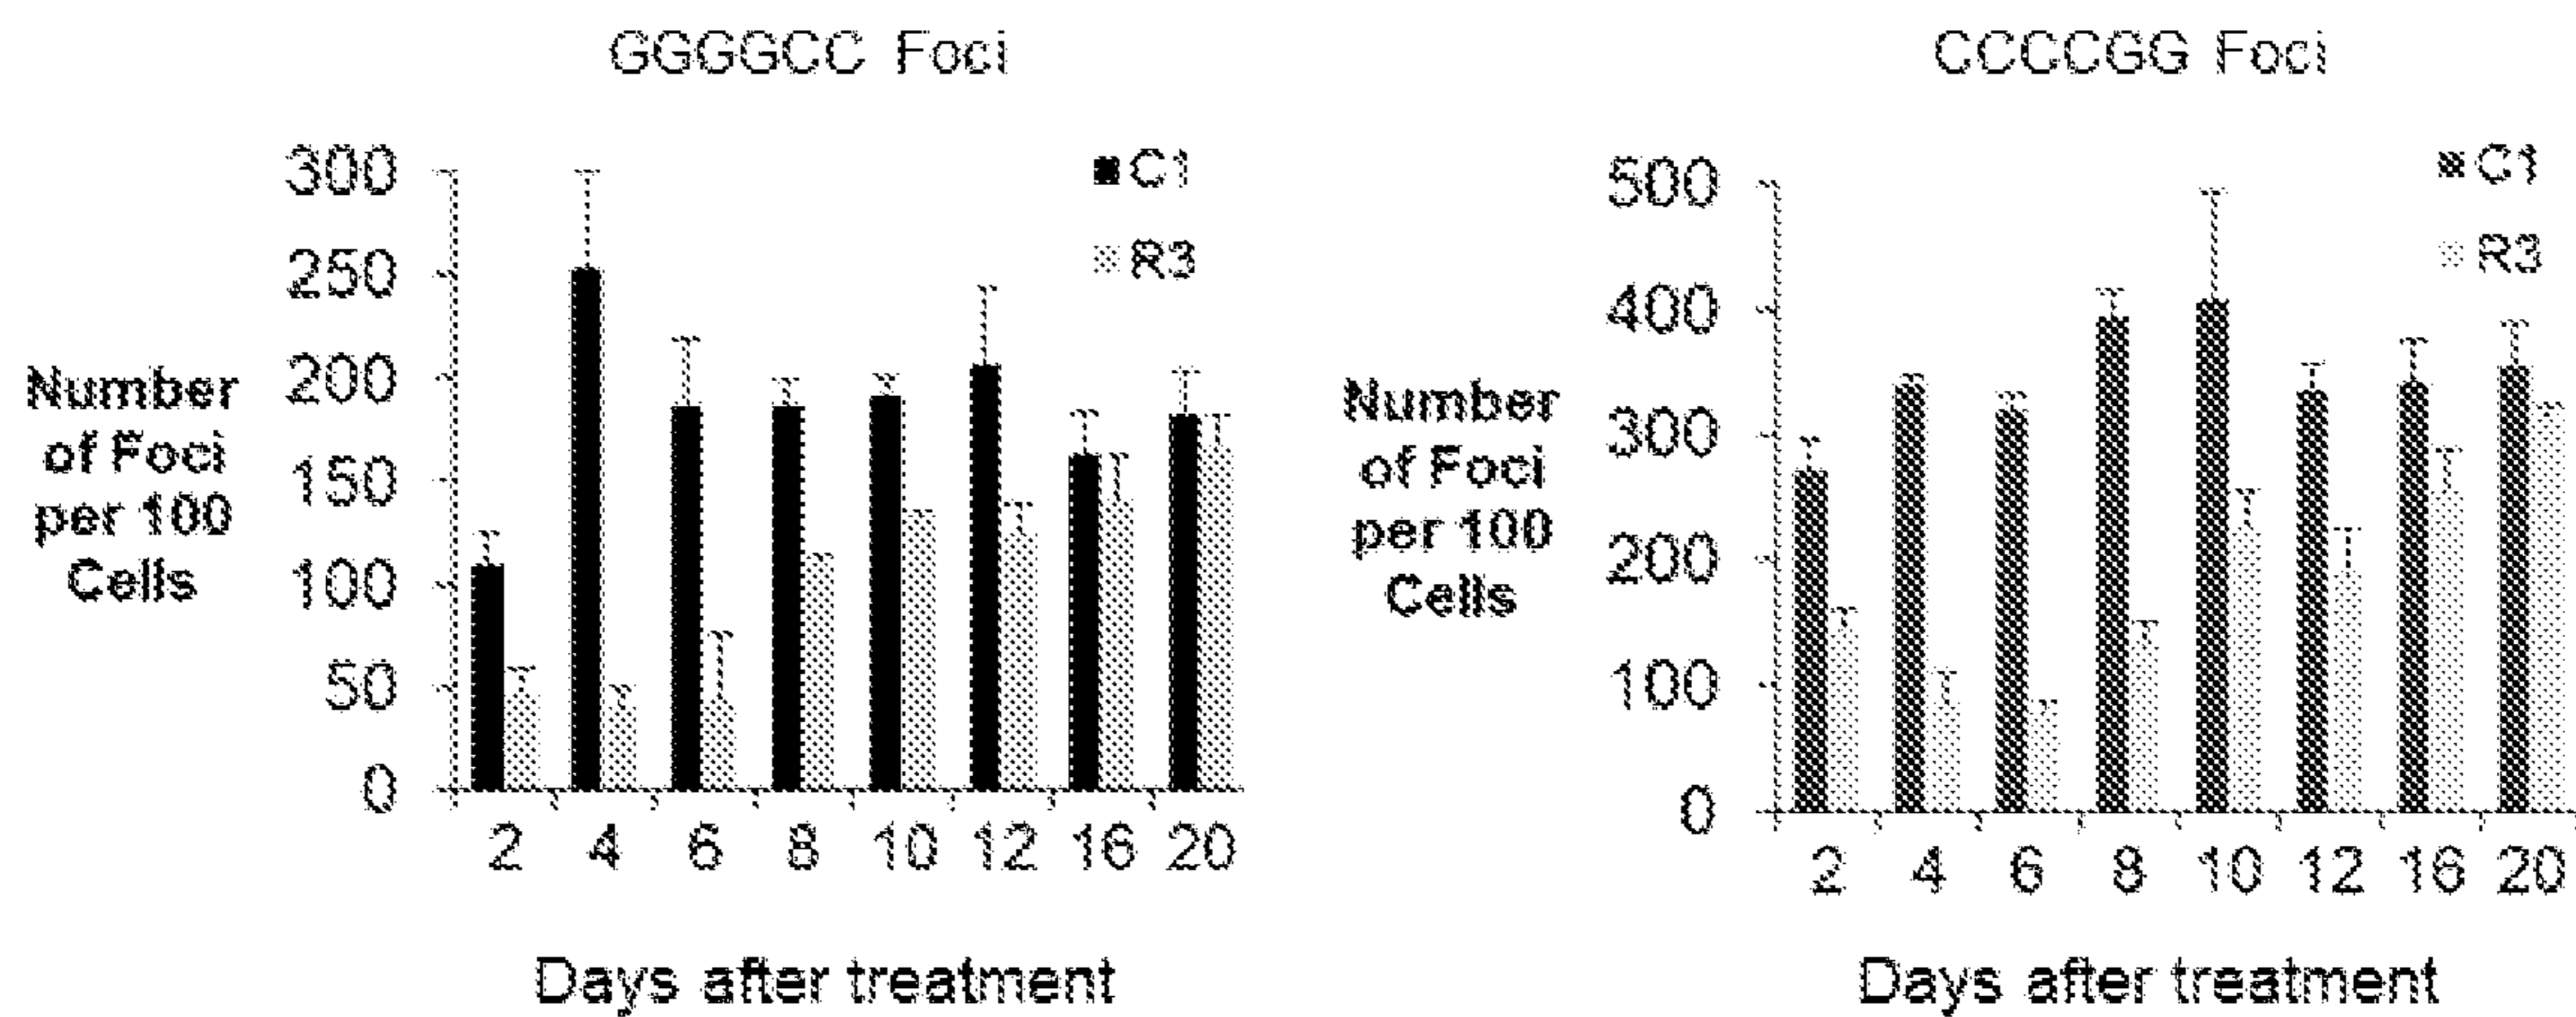 GGGGCC Foci
300
250
200
150
100
50
0
Number
of Foci
per 100
Cells
C1
R3
2 4 6 8 10 12 16 20
Days after treatment
CCCCGG Foci
500
400
300
200
100
0
Number
of Foci
per 100
Cells
C1
R3
2 4 6 8 10 12 16 20
Days after treatment